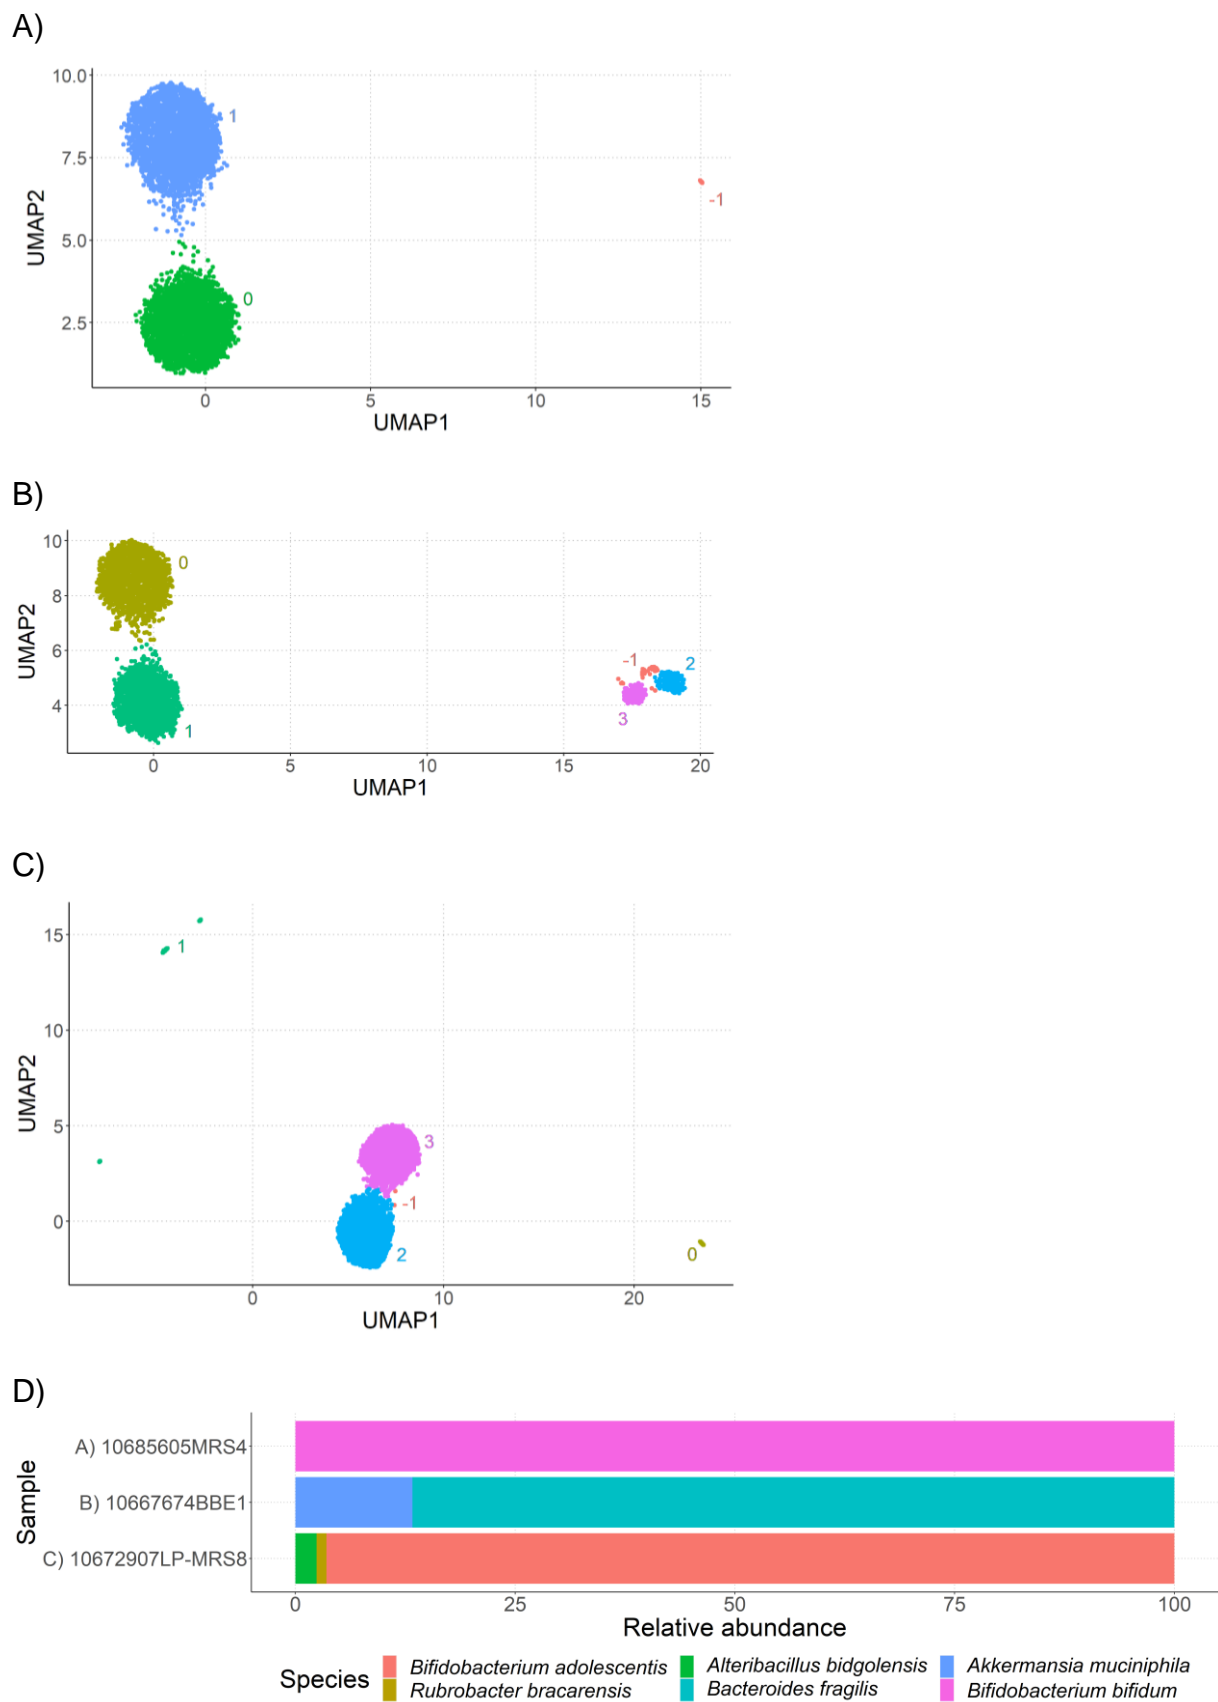 A)
10.0
7.5
5.0
2.5
UMAP2
1
-1
0
0 5 10 15
UMAP1
B)
10
8
6
4
UMAP2
0
-1
2
3
1
0 5 10 15 20
UMAP1
C)
15
10
5
0
UMAP2
1
3
-1
2
0
0 10 20
UMAP1
D)
Sample
A) 10685605MRS4
B) 10667674BBE1
C) 10672907LP-MRS8
0 25 50 75 100
Relative abundance
Species
Bifidobacterium adolescentis Alteribacillus bidgolensis Akkermansia muciniphila
Rubrobacter bracarensis Bacteroides fragilis Bifidobacterium bifidum